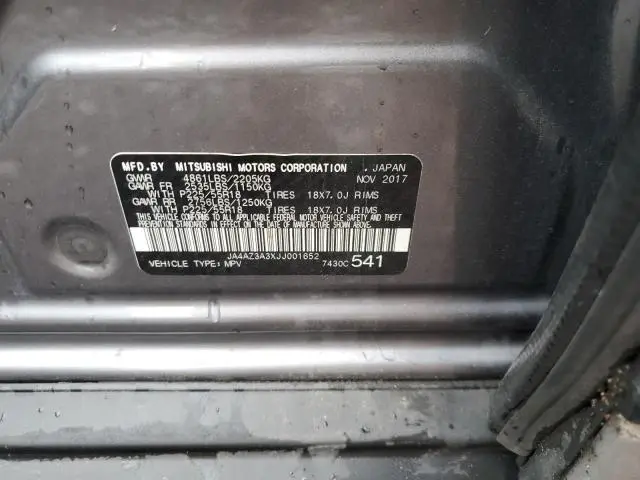 MFD.BY MITSUBISHI MOTORS CORPORATION , JAPAN
GVWR 4861LBS/2205KG NOV 2017
GAWR FR 2535LBS/1150KG
WITH P225/55R18 TIRES 18X7.0J RIMS
GAWR RR 2756LBS/1250KG
WITH P225/55R18 TIRES 18X7.0J RIMS
THIS VEHICLE CONFORMS TO ALL APPLICABLE FEDERAL MOTOR VEHICLE SAFETY AND THEFT
PREVENTION STANDARDS IN EFFECT ON THE DATE OF MANUFACTURE SHOWN ABOVE.
JA4AZ3A3XJJ001652
VEHICLE TYPE: MPV 7430C 541